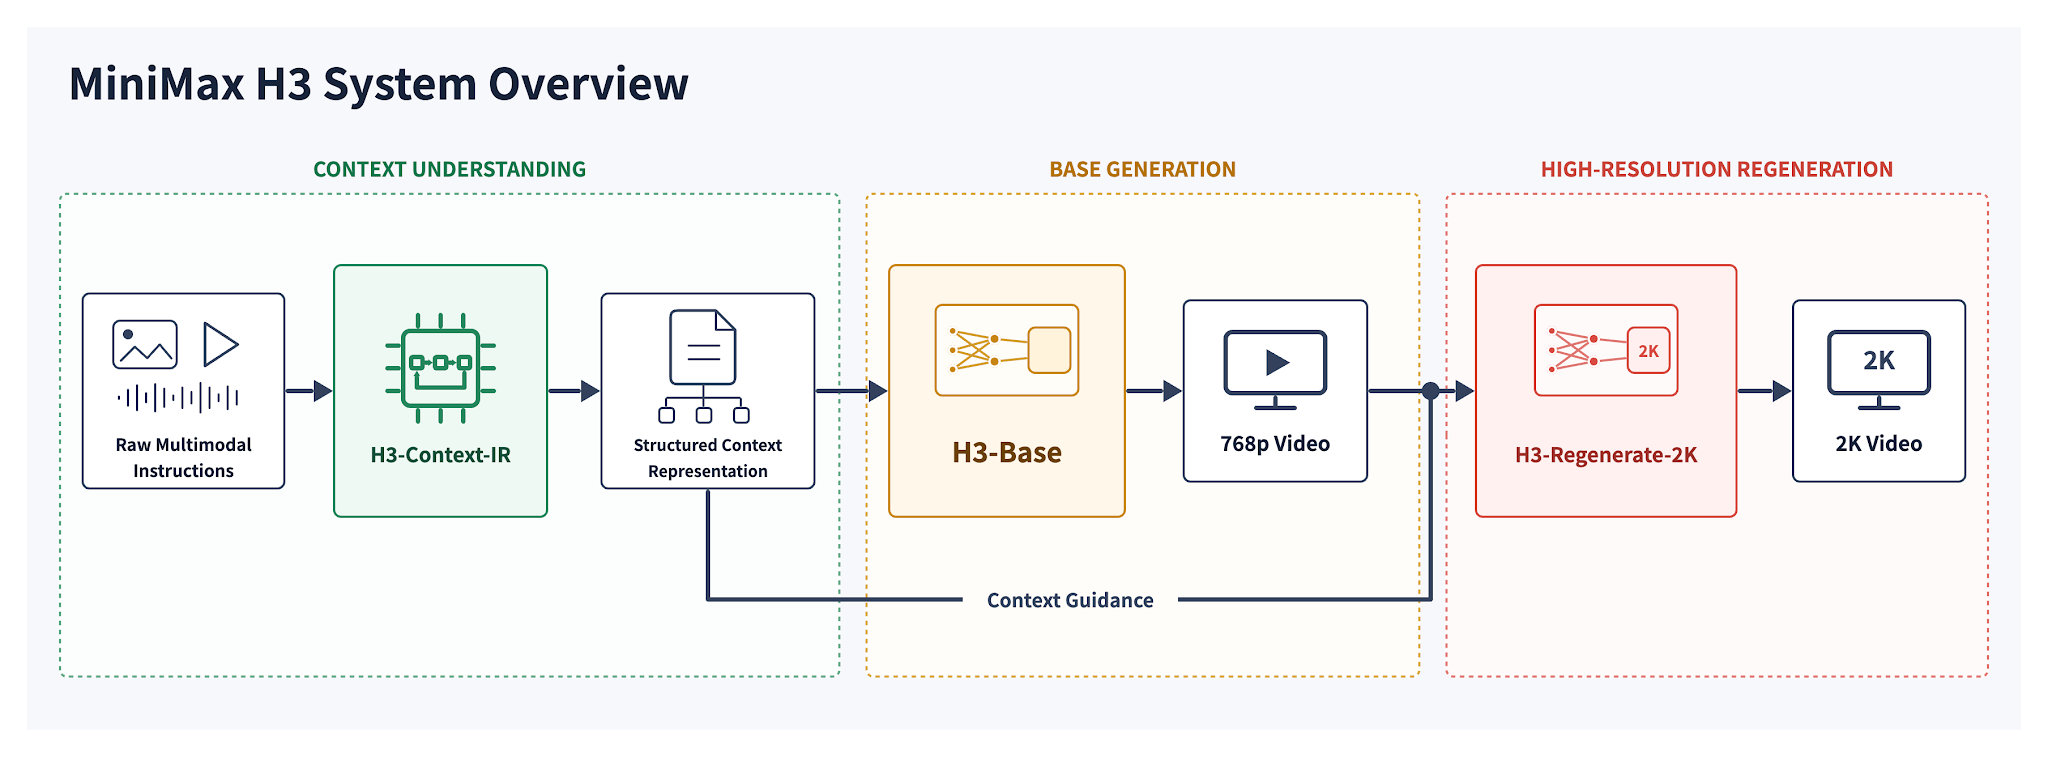 MiniMax H3 System Overview
CONTEXT UNDERSTANDING
BASE GENERATION
HIGH-RESOLUTION REGENERATION
Raw Multimodal
Instructions
H3-Context-IR
Structured Context
Representation
H3-Base
768p Video
2K
H3-Regenerate-2K
2K
2K Video
Context Guidance